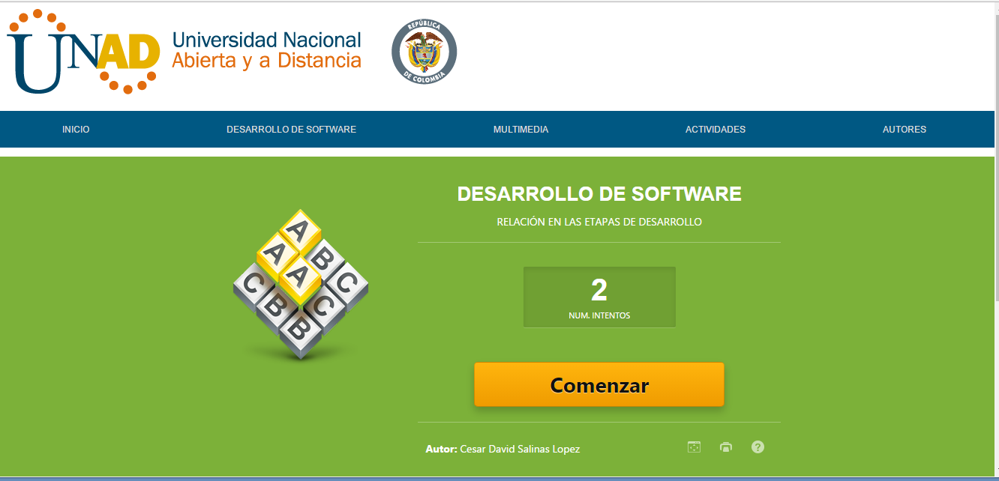 UNAD
Universidad Nacional
Abierta y a Distancia
REPÚBLICA
DE COLOMBIA
INICIO
DESARROLLO DE SOFTWARE
MULTIMEDIA
ACTIVIDADES
AUTORES
DESARROLLO DE SOFTWARE
RELACIÓN EN LAS ETAPAS DE DESARROLLO
A
A B
C A C
B C
B
2
NUM. INTENTOS
Comenzar
Autor: Cesar David Salinas Lopez
?